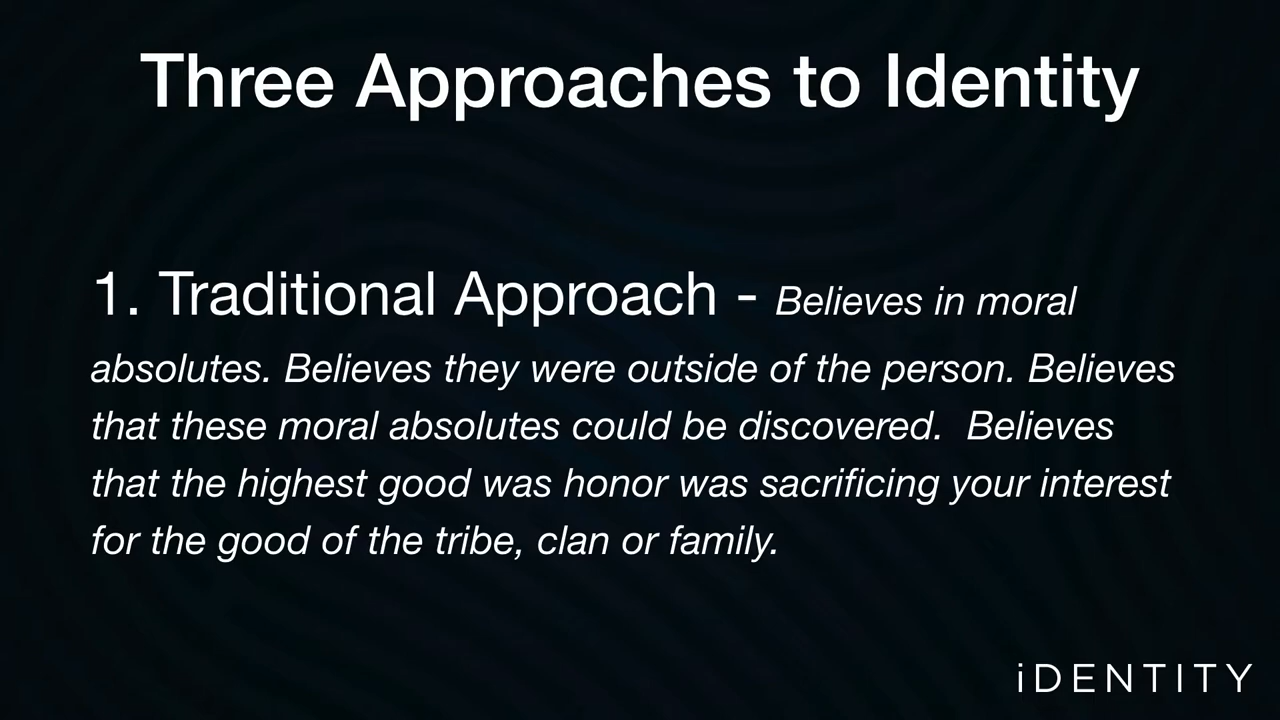 Three Approaches to Identity
1. Traditional Approach - Believes in moral
absolutes. Believes they were outside of the person. Believes
that these moral absolutes could be discovered.  Believes
that the highest good was honor was sacrificing your interest
for the good of the tribe, clan or family.
iDENTITY